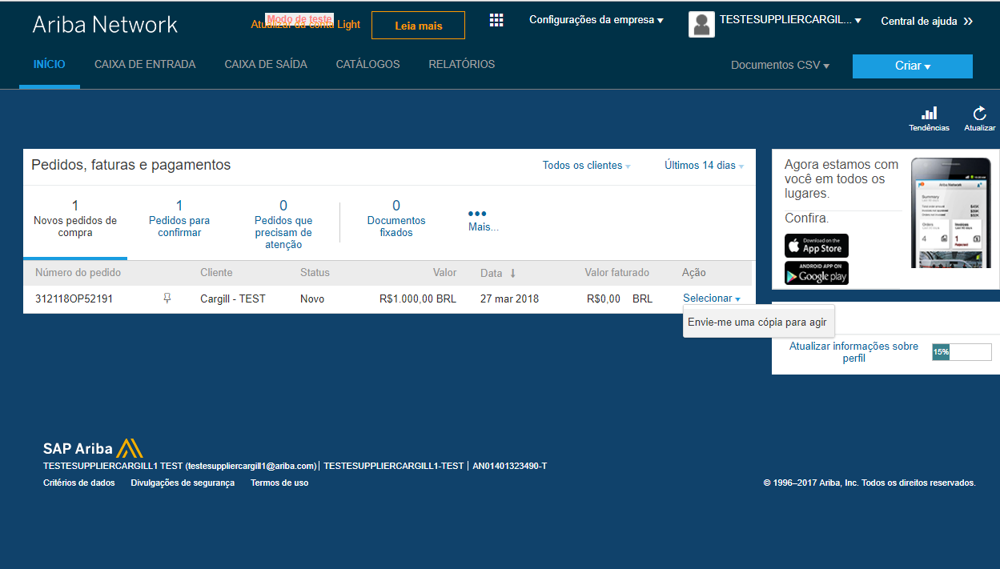 Ariba Network
Modo de teste
Atualizar da conta Light
Leia mais
Configurações da empresa
TESTESUPPLIERCARGIL...
Central de ajuda »
INÍCIO
CAIXA DE ENTRADA
CAIXA DE SAÍDA
CATÁLOGOS
RELATÓRIOS
Documentos CSV
Criar
Tendências
Atualizar
Pedidos, faturas e pagamentos
Todos os clientes
Últimos 14 dias
1
Novos pedidos de
compra
1
Pedidos para
confirmar
0
Pedidos que
precisam de
atenção
0
Documentos
fixados
Mais...
Número do pedido
Cliente
Status
Valor
Data ↓
Valor faturado
Ação
312118OP52191
Cargill - TEST
Novo
R$1.000,00 BRL
27 mar 2018
R$0,00 BRL
Selecionar
Envie-me uma cópia para agir
Agora estamos com
você em todos os
lugares.
Confira.
Download on the
App Store
ANDROID APP ON
Google play
Ariba Network
Summary
Orders
4
Invoices
1
Atualizar informações sobre
perfil
15%
SAP Ariba
TESTESUPPLIERCARGILL1 TEST (testesuppliercargill1@ariba.com) | TESTESUPPLIERCARGILL1-TEST | AN01401323490-T
Critérios de dados
Divulgações de segurança
Termos de uso
© 1996–2017 Ariba, Inc. Todos os direitos reservados.